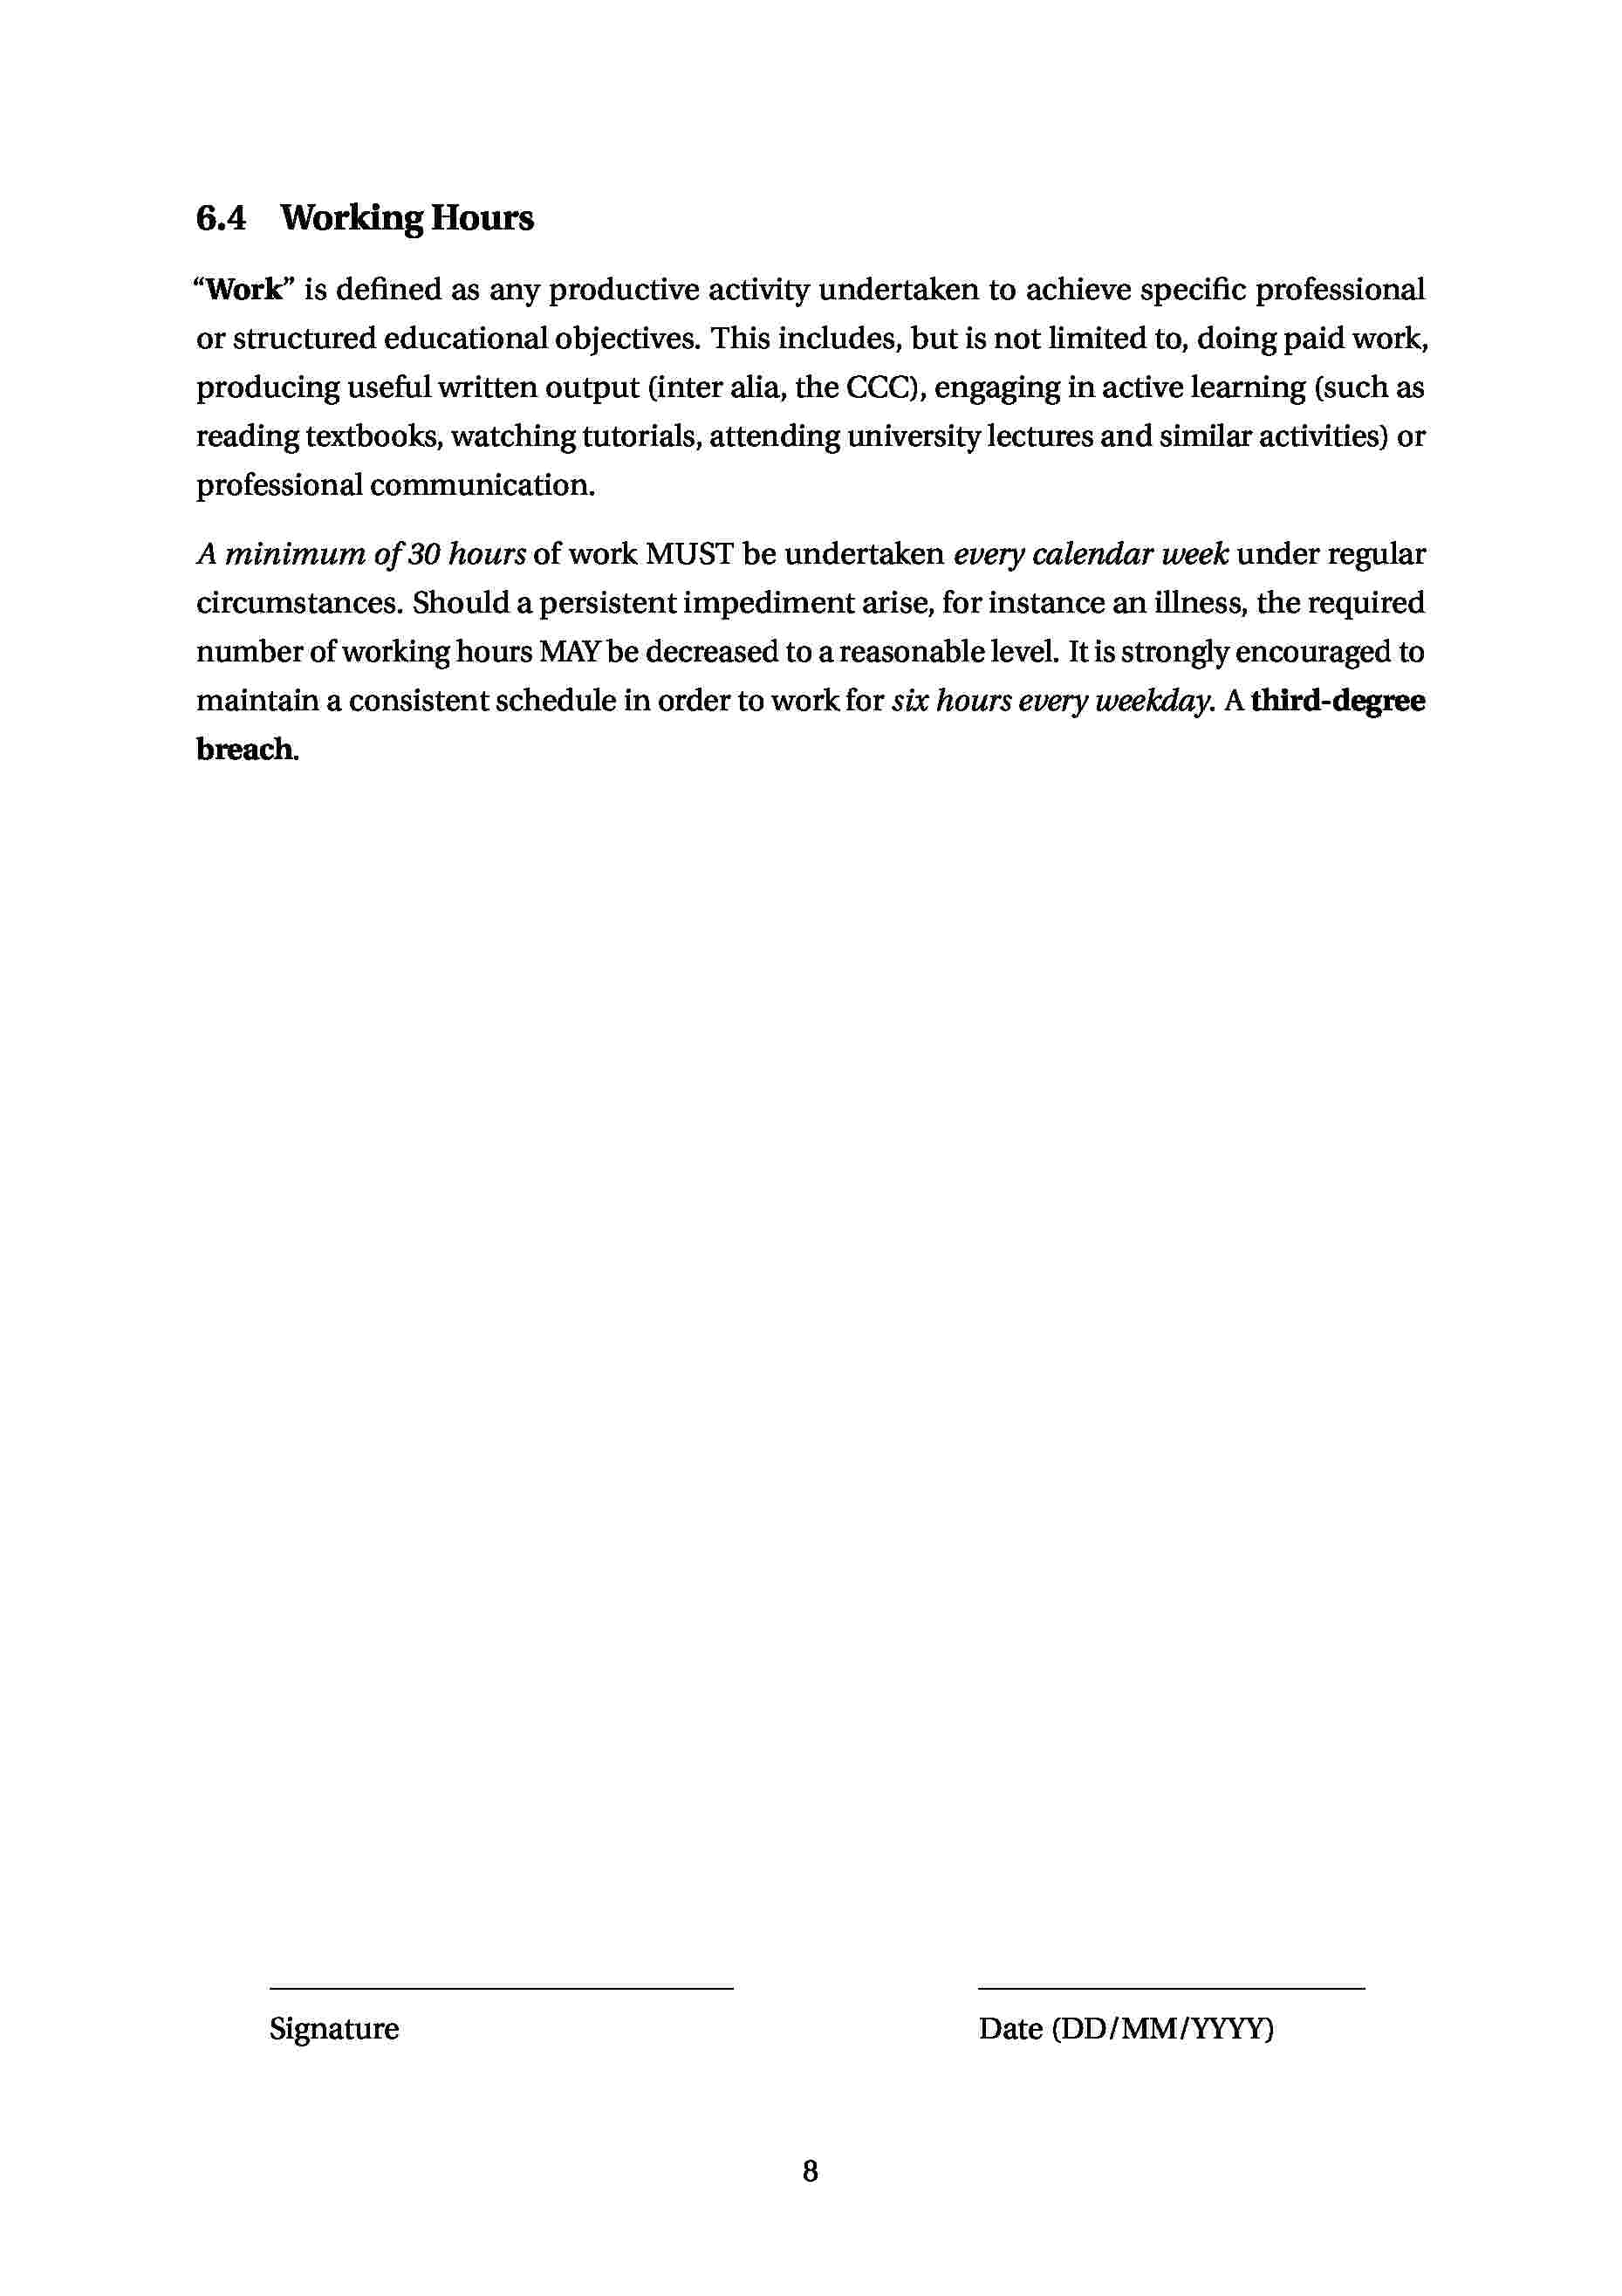 6.4 Working Hours
“Work” is defined as any productive activity undertaken to achieve specific professional
or structured educational objectives. This includes, but is not limited to, doing paid work,
producing useful written output (inter alia, the CCC), engaging in active learning (such as
reading textbooks, watching tutorials, attending university lectures and similar activities) or
professional communication.
A minimum of 30 hours of work MUST be undertaken every calendar week under regular
circumstances. Should a persistent impediment arise, for instance an illness, the required
number of working hours MAY be decreased to a reasonable level. It is strongly encouraged to
maintain a consistent schedule in order to work for six hours every weekday. A third-degree
breach.
Signature Date (DD/MM/YYYY)
8